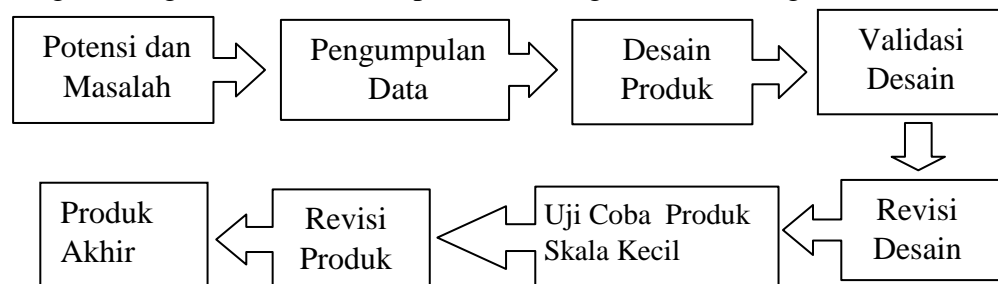 Potensi dan
Masalah
Pengumpulan
Data
Desain
Produk
Validasi
Desain
Revisi
Desain
Uji Coba Produk
Skala Kecil
Revisi
Produk
Produk
Akhir